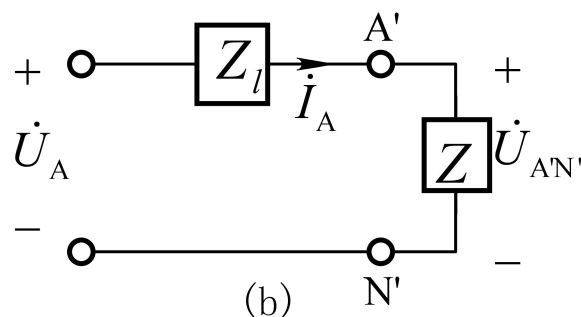 A'
+ Z_l İ_A +
U̇_A Z U̇_A'N'
− −
N'
(b)